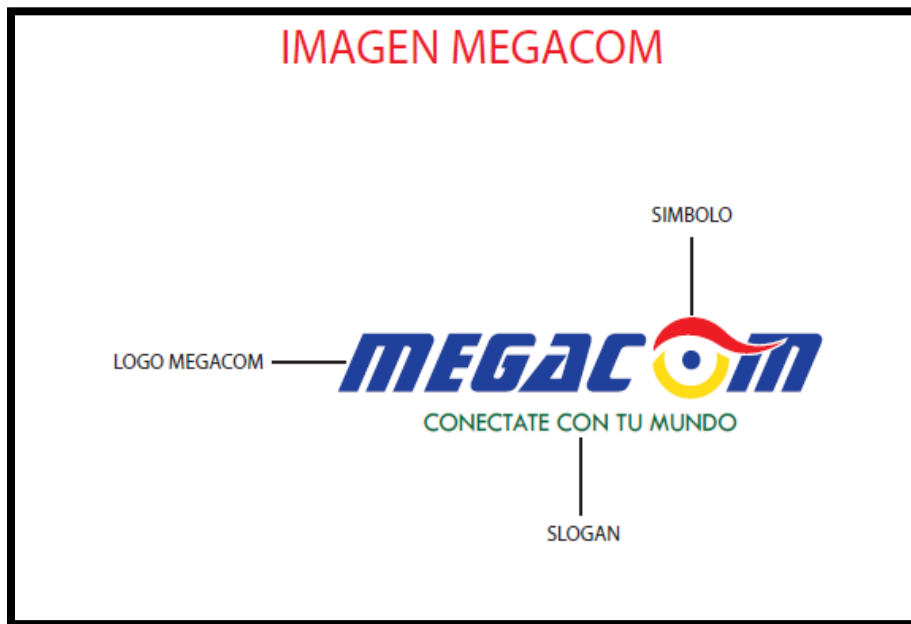 IMAGEN MEGACOM
SIMBOLO
LOGO MEGACOM
MEGACOM
CONECTATE CON TU MUNDO
SLOGAN